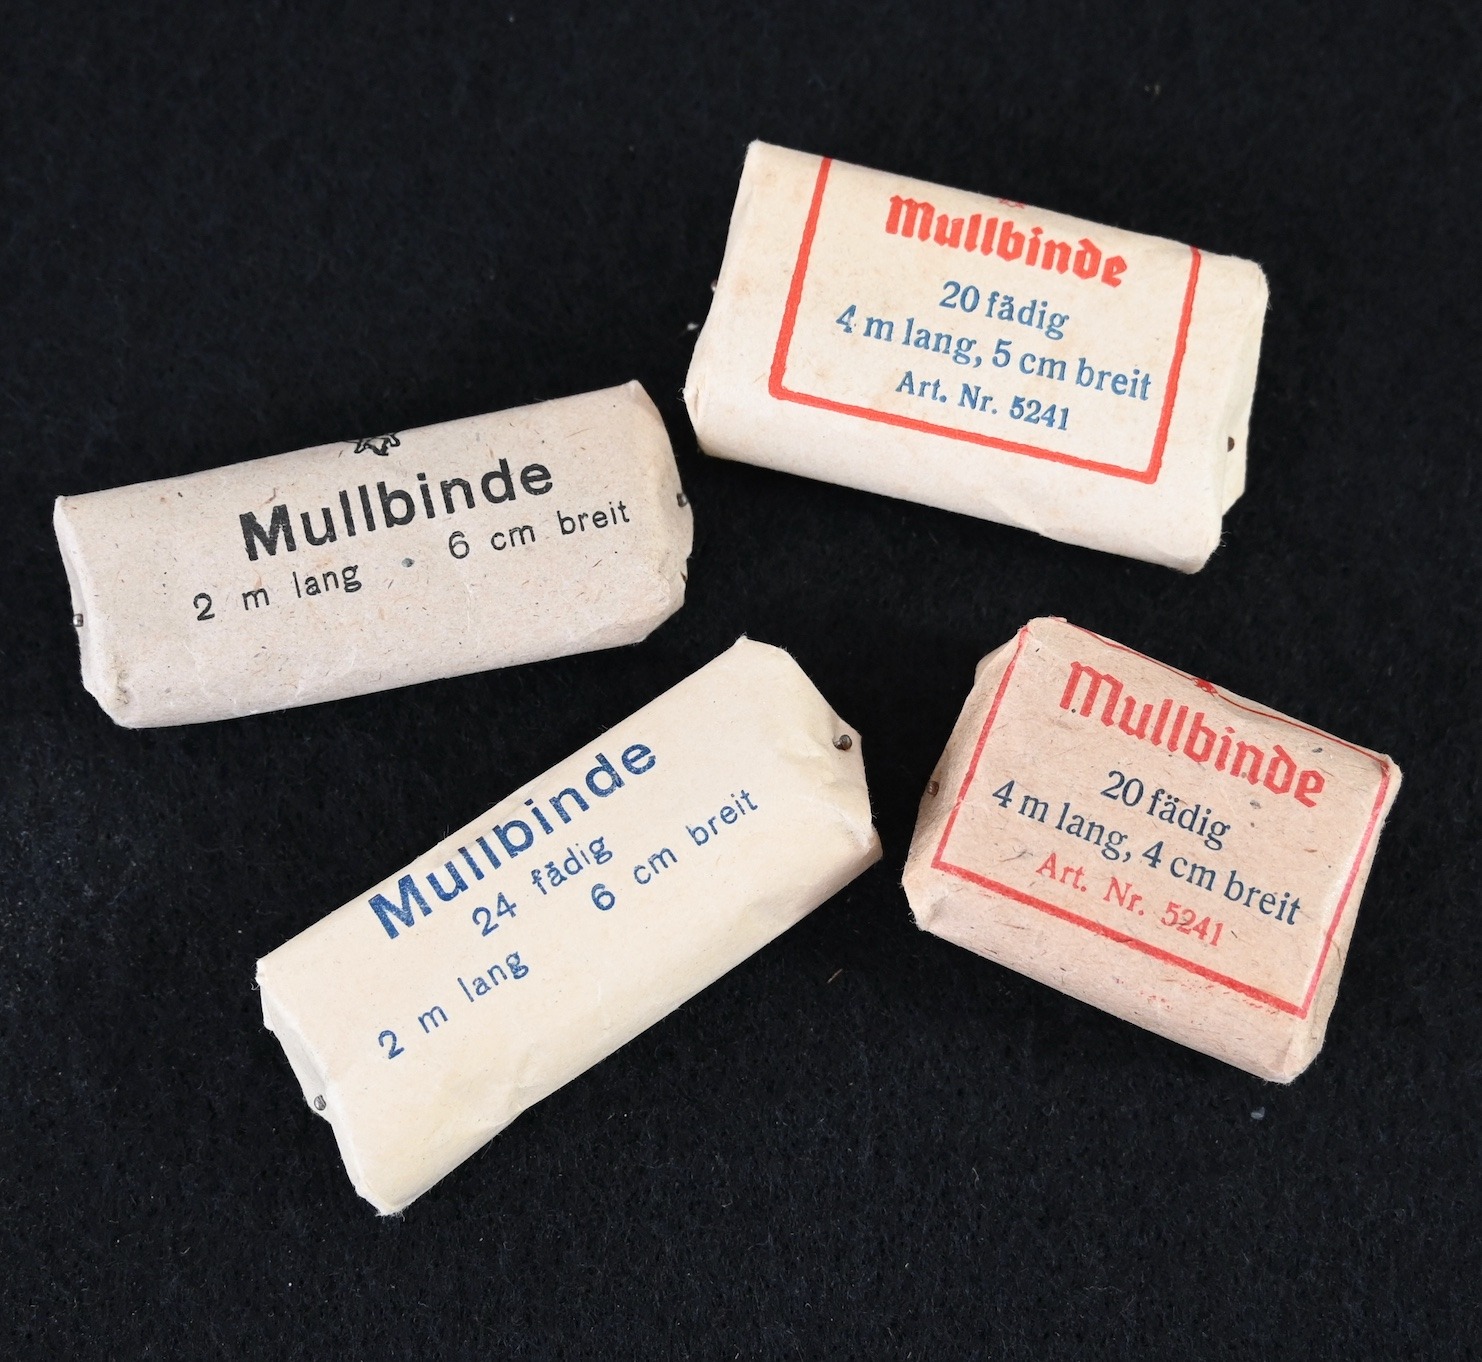 Mullbinde
20 fädig
4 m lang, 5 cm breit
Art. Nr. 5241
Mullbinde
2 m lang · 6 cm breit
Mullbinde
24 fädig
2 m lang 6 cm breit
Mullbinde
20 fädig
4 m lang, 4 cm breit
Art. Nr. 5241